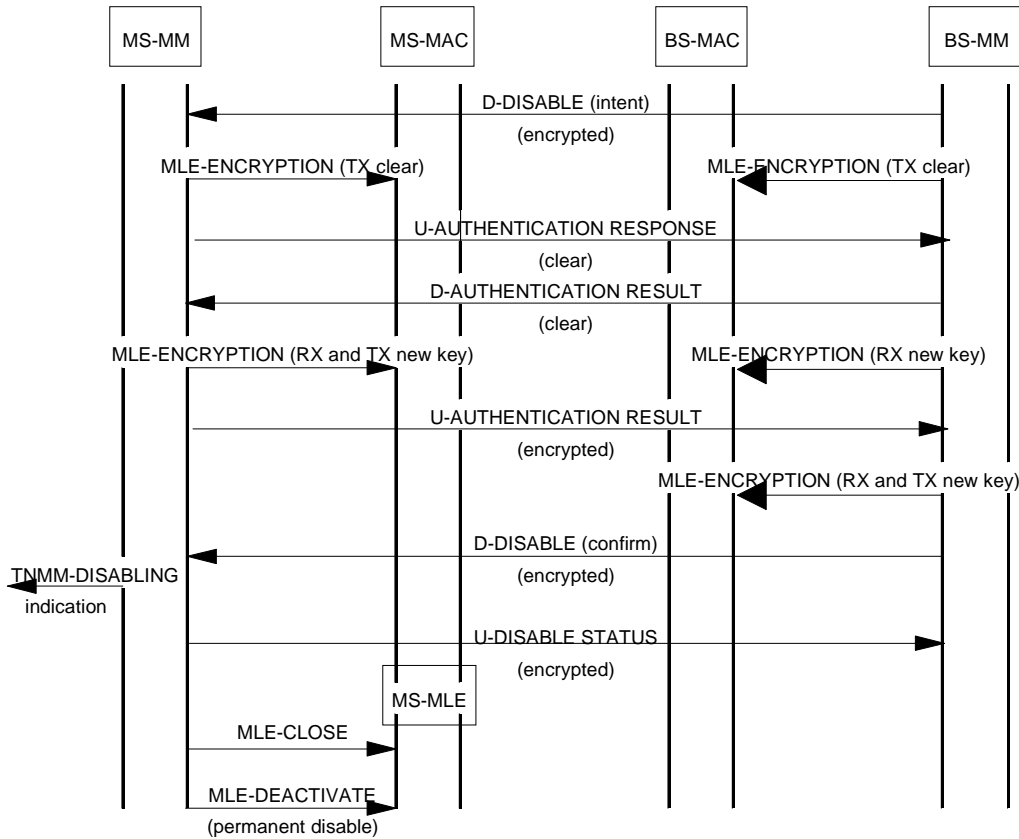 MS-MM
MS-MAC
BS-MAC
BS-MM
D-DISABLE (intent)
(encrypted)
MLE-ENCRYPTION (TX clear)
MLE-ENCRYPTION (TX clear)
U-AUTHENTICATION RESPONSE
(clear)
D-AUTHENTICATION RESULT
(clear)
MLE-ENCRYPTION (RX and TX new key)
MLE-ENCRYPTION (RX new key)
U-AUTHENTICATION RESULT
(encrypted)
MLE-ENCRYPTION (RX and TX new key)
D-DISABLE (confirm)
(encrypted)
TNMM-DISABLING
indication
U-DISABLE STATUS
(encrypted)
MS-MLE
MLE-CLOSE
MLE-DEACTIVATE
(permanent disable)